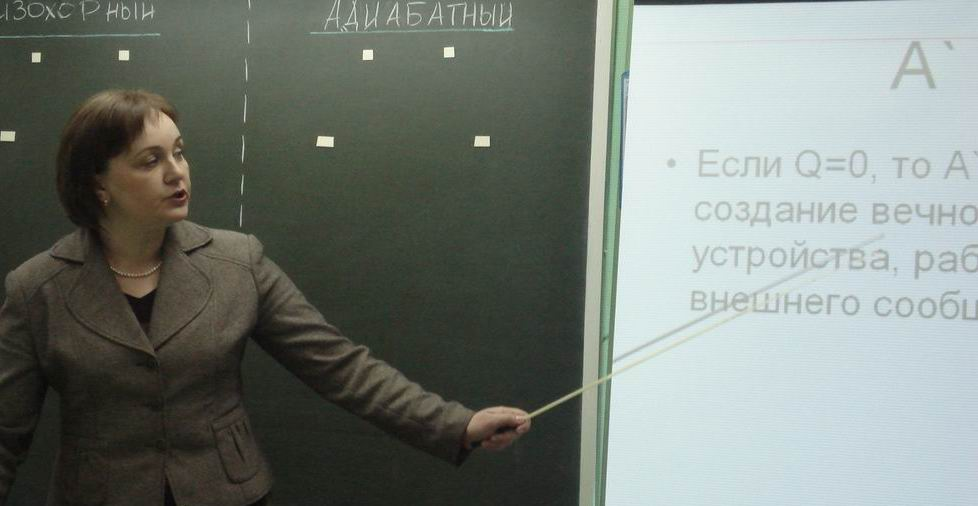 ИЗОХОРНЫЙ
АДИАБАТНЫЙ
A`
• Если Q=0, то A`
создание вечно
устройства, раб
внешнего сообщ